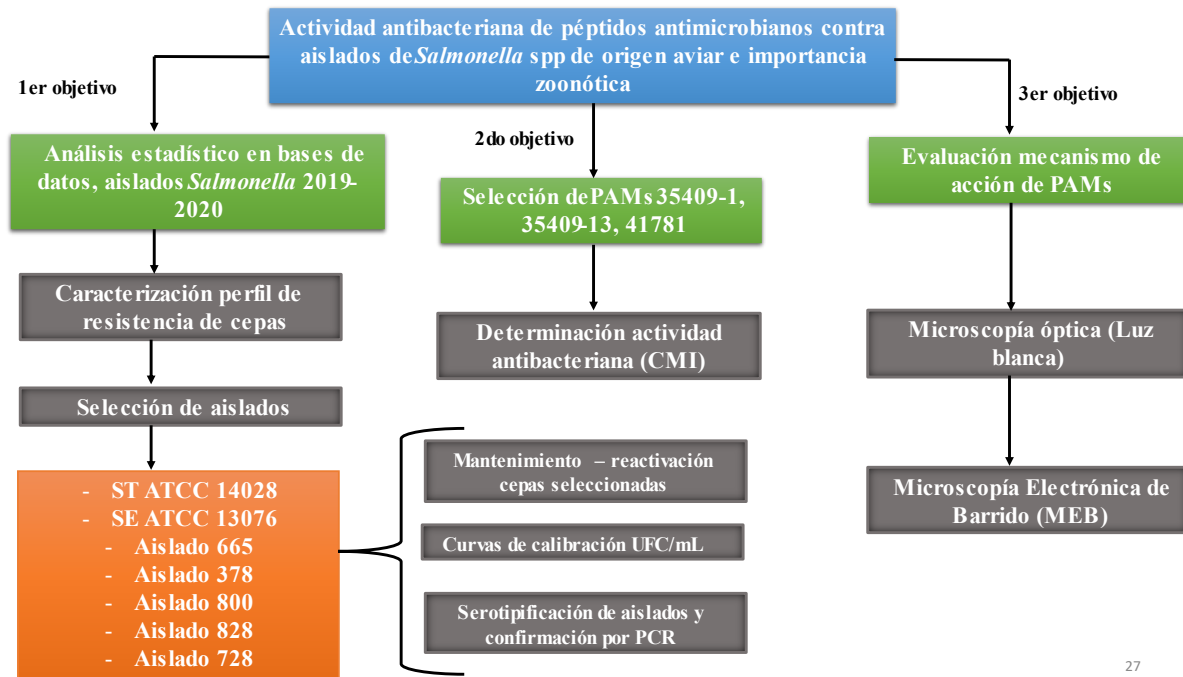 Actividad antibacteriana de péptidos antimicrobianos contra
aislados de Salmonella spp de origen aviar e importancia
zoonótica
1er objetivo
Análisis estadístico en bases de
datos, aislados Salmonella 2019-
2020
Caracterización perfil de
resistencia de cepas
Selección de aislados
- ST ATCC 14028
- SE ATCC 13076
- Aislado 665
- Aislado 378
- Aislado 800
- Aislado 828
- Aislado 728
Mantenimiento – reactivación
cepas seleccionadas
Curvas de calibración UFC/mL
Serotipificación de aislados y
confirmación por PCR
2do objetivo
Selección de PAMs 35409-1,
35409-13, 41781
Determinación actividad
antibacteriana (CMI)
3er objetivo
Evaluación mecanismo de
acción de PAMs
Microscopía óptica (Luz
blanca)
Microscopía Electrónica de
Barrido (MEB)
27